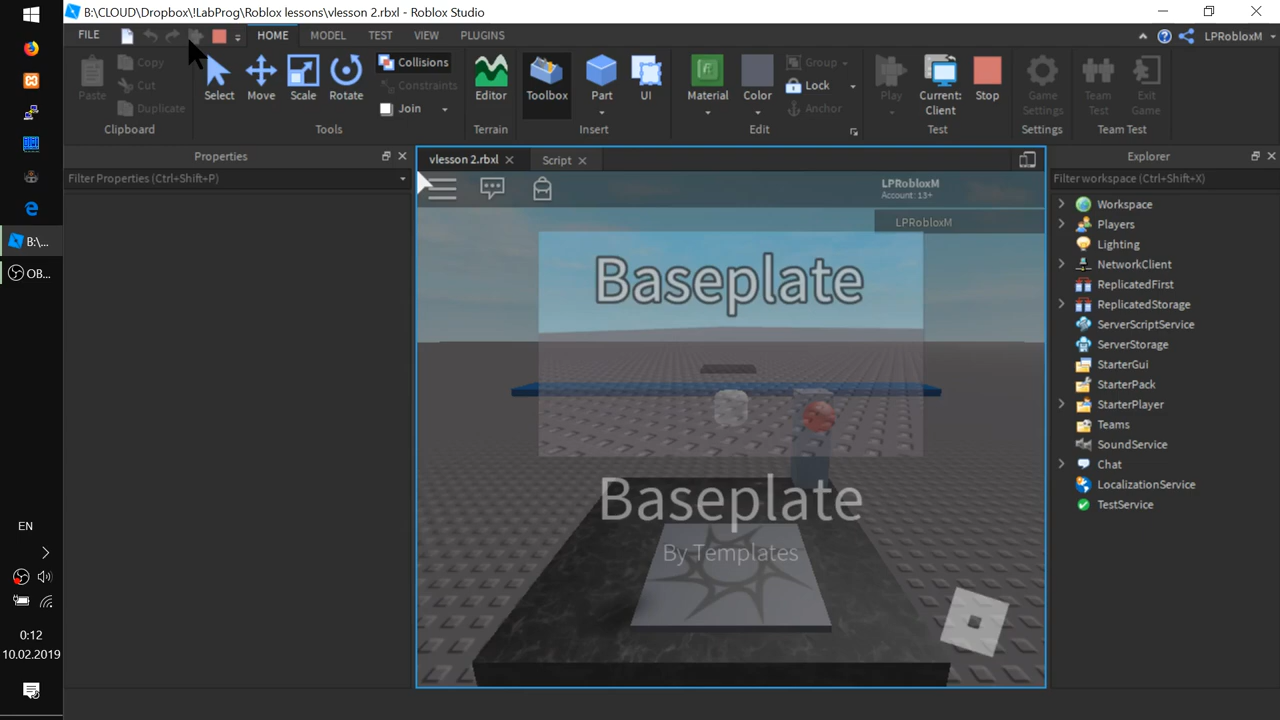 B:\CLOUD\Dropbox\!LabProg\Roblox lessons\vlesson 2.rbxl - Roblox Studio
FILE HOME MODEL TEST VIEW PLUGINS LPRobloxM
Paste Copy Cut Duplicate
Clipboard
Select Move Scale Rotate
Collisions
Constraints
Join
Tools
Editor
Terrain
Toolbox Part UI
Insert
Material Color
Group
Lock
Anchor
Edit
Play Current: Client Stop
Test
Game Settings
Settings
Team Test Exit Game
Team Test
Properties
Filter Properties (Ctrl+Shift+P)
vlesson 2.rbxl Script
LPRobloxM
Account: 13+
LPRobloxM
Baseplate
Baseplate
By Templates
Explorer
Filter workspace (Ctrl+Shift+X)
Workspace
Players
Lighting
NetworkClient
ReplicatedFirst
ReplicatedStorage
ServerScriptService
ServerStorage
StarterGui
StarterPack
StarterPlayer
Teams
SoundService
Chat
LocalizationService
TestService
B:\...
OB...
EN
0:12
10.02.2019